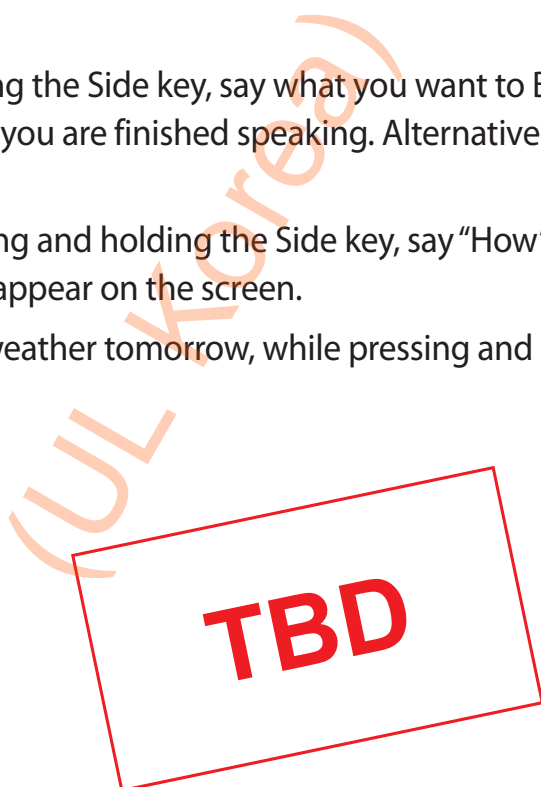 ng the Side key, say what you want to
you are finished speaking. Alternative
ng and holding the Side key, say “How’
appear on the screen.
weather tomorrow, while pressing and
(UL Korea)
TBD